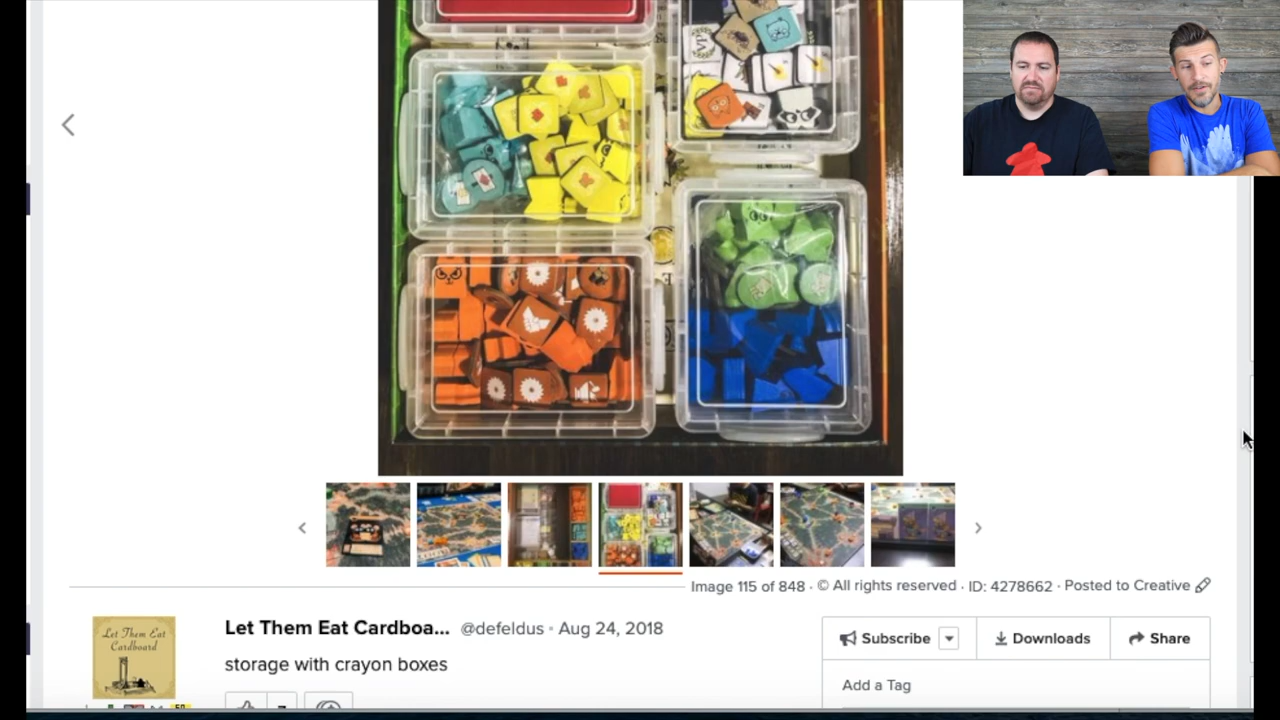 VP
Image 115 of 848 · © All rights reserved · ID: 4278662 · Posted to Creative
Let Them Eat Cardboard
Let Them Eat Cardboa... @defeldus • Aug 24, 2018
storage with crayon boxes
Subscribe
Downloads
Share
Add a Tag